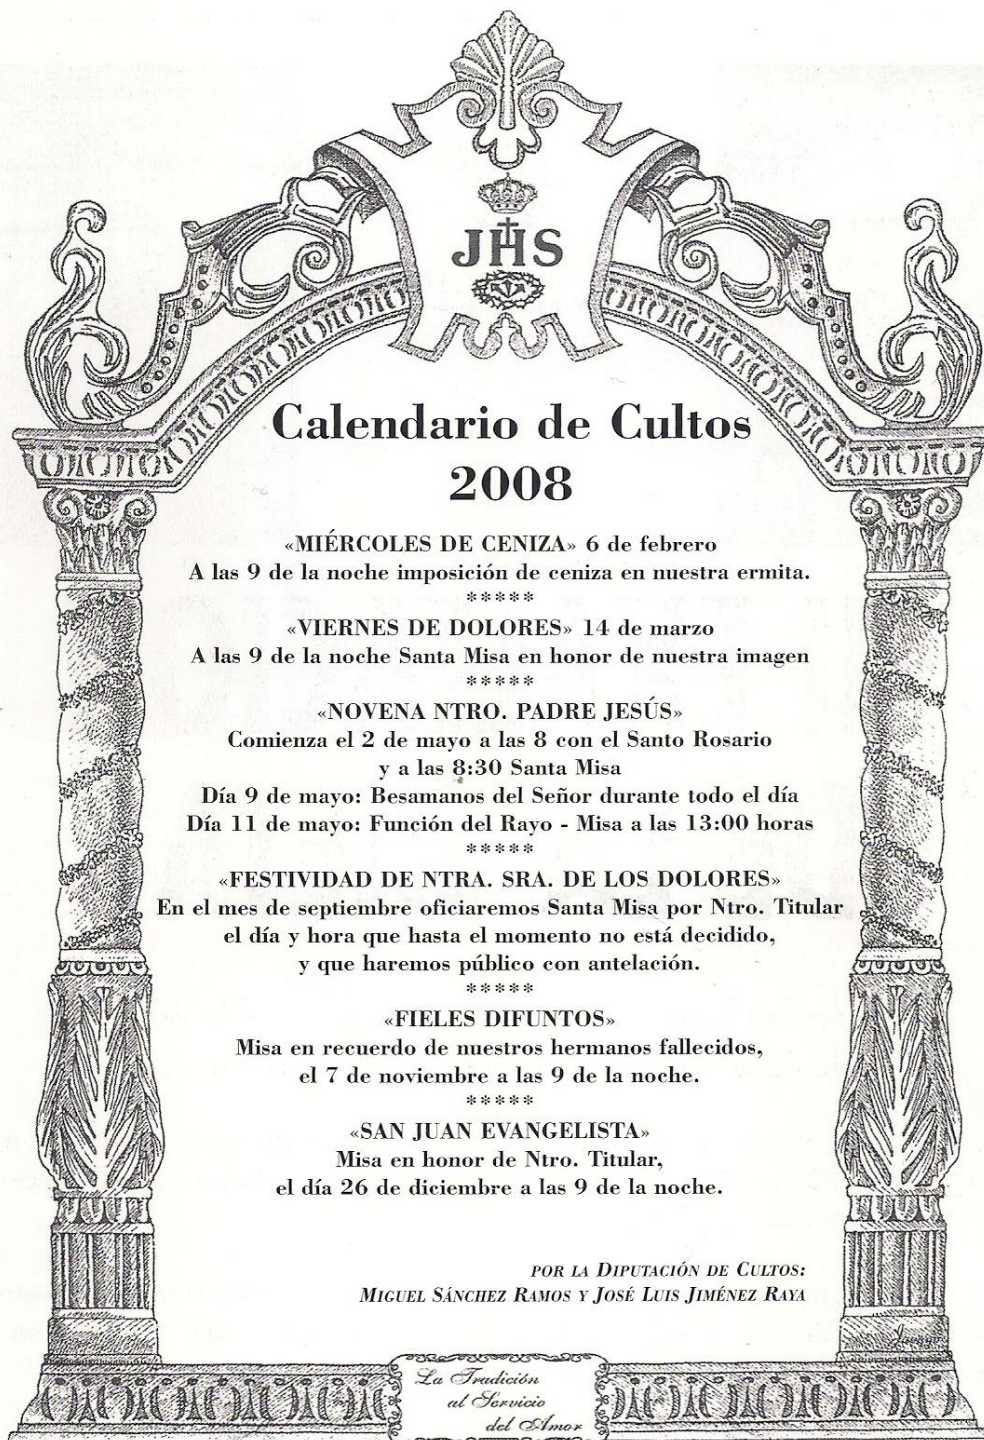 JHS
Calendario de Cultos
2008
«MIÉRCOLES DE CENIZA» 6 de febrero
A las 9 de la noche imposición de ceniza en nuestra ermita.
*****
«VIERNES DE DOLORES» 14 de marzo
A las 9 de la noche Santa Misa en honor de nuestra imagen
*****
«NOVENA NTRO. PADRE JESÚS»
Comienza el 2 de mayo a las 8 con el Santo Rosario
y a las 8:30 Santa Misa
Día 9 de mayo: Besamanos del Señor durante todo el día
Día 11 de mayo: Función del Rayo - Misa a las 13:00 horas
*****
«FESTIVIDAD DE NTRA. SRA. DE LOS DOLORES»
En el mes de septiembre oficiaremos Santa Misa por Ntro. Titular
el día y hora que hasta el momento no está decidido,
y que haremos público con antelación.
*****
«FIELES DIFUNTOS»
Misa en recuerdo de nuestros hermanos fallecidos,
el 7 de noviembre a las 9 de la noche.
*****
«SAN JUAN EVANGELISTA»
Misa en honor de Ntro. Titular,
el día 26 de diciembre a las 9 de la noche.
POR LA DIPUTACIÓN DE CULTOS:
MIGUEL SÁNCHEZ RAMOS Y JOSÉ LUIS JIMÉNEZ RAYA
La Tradición
al Servicio
del Amor